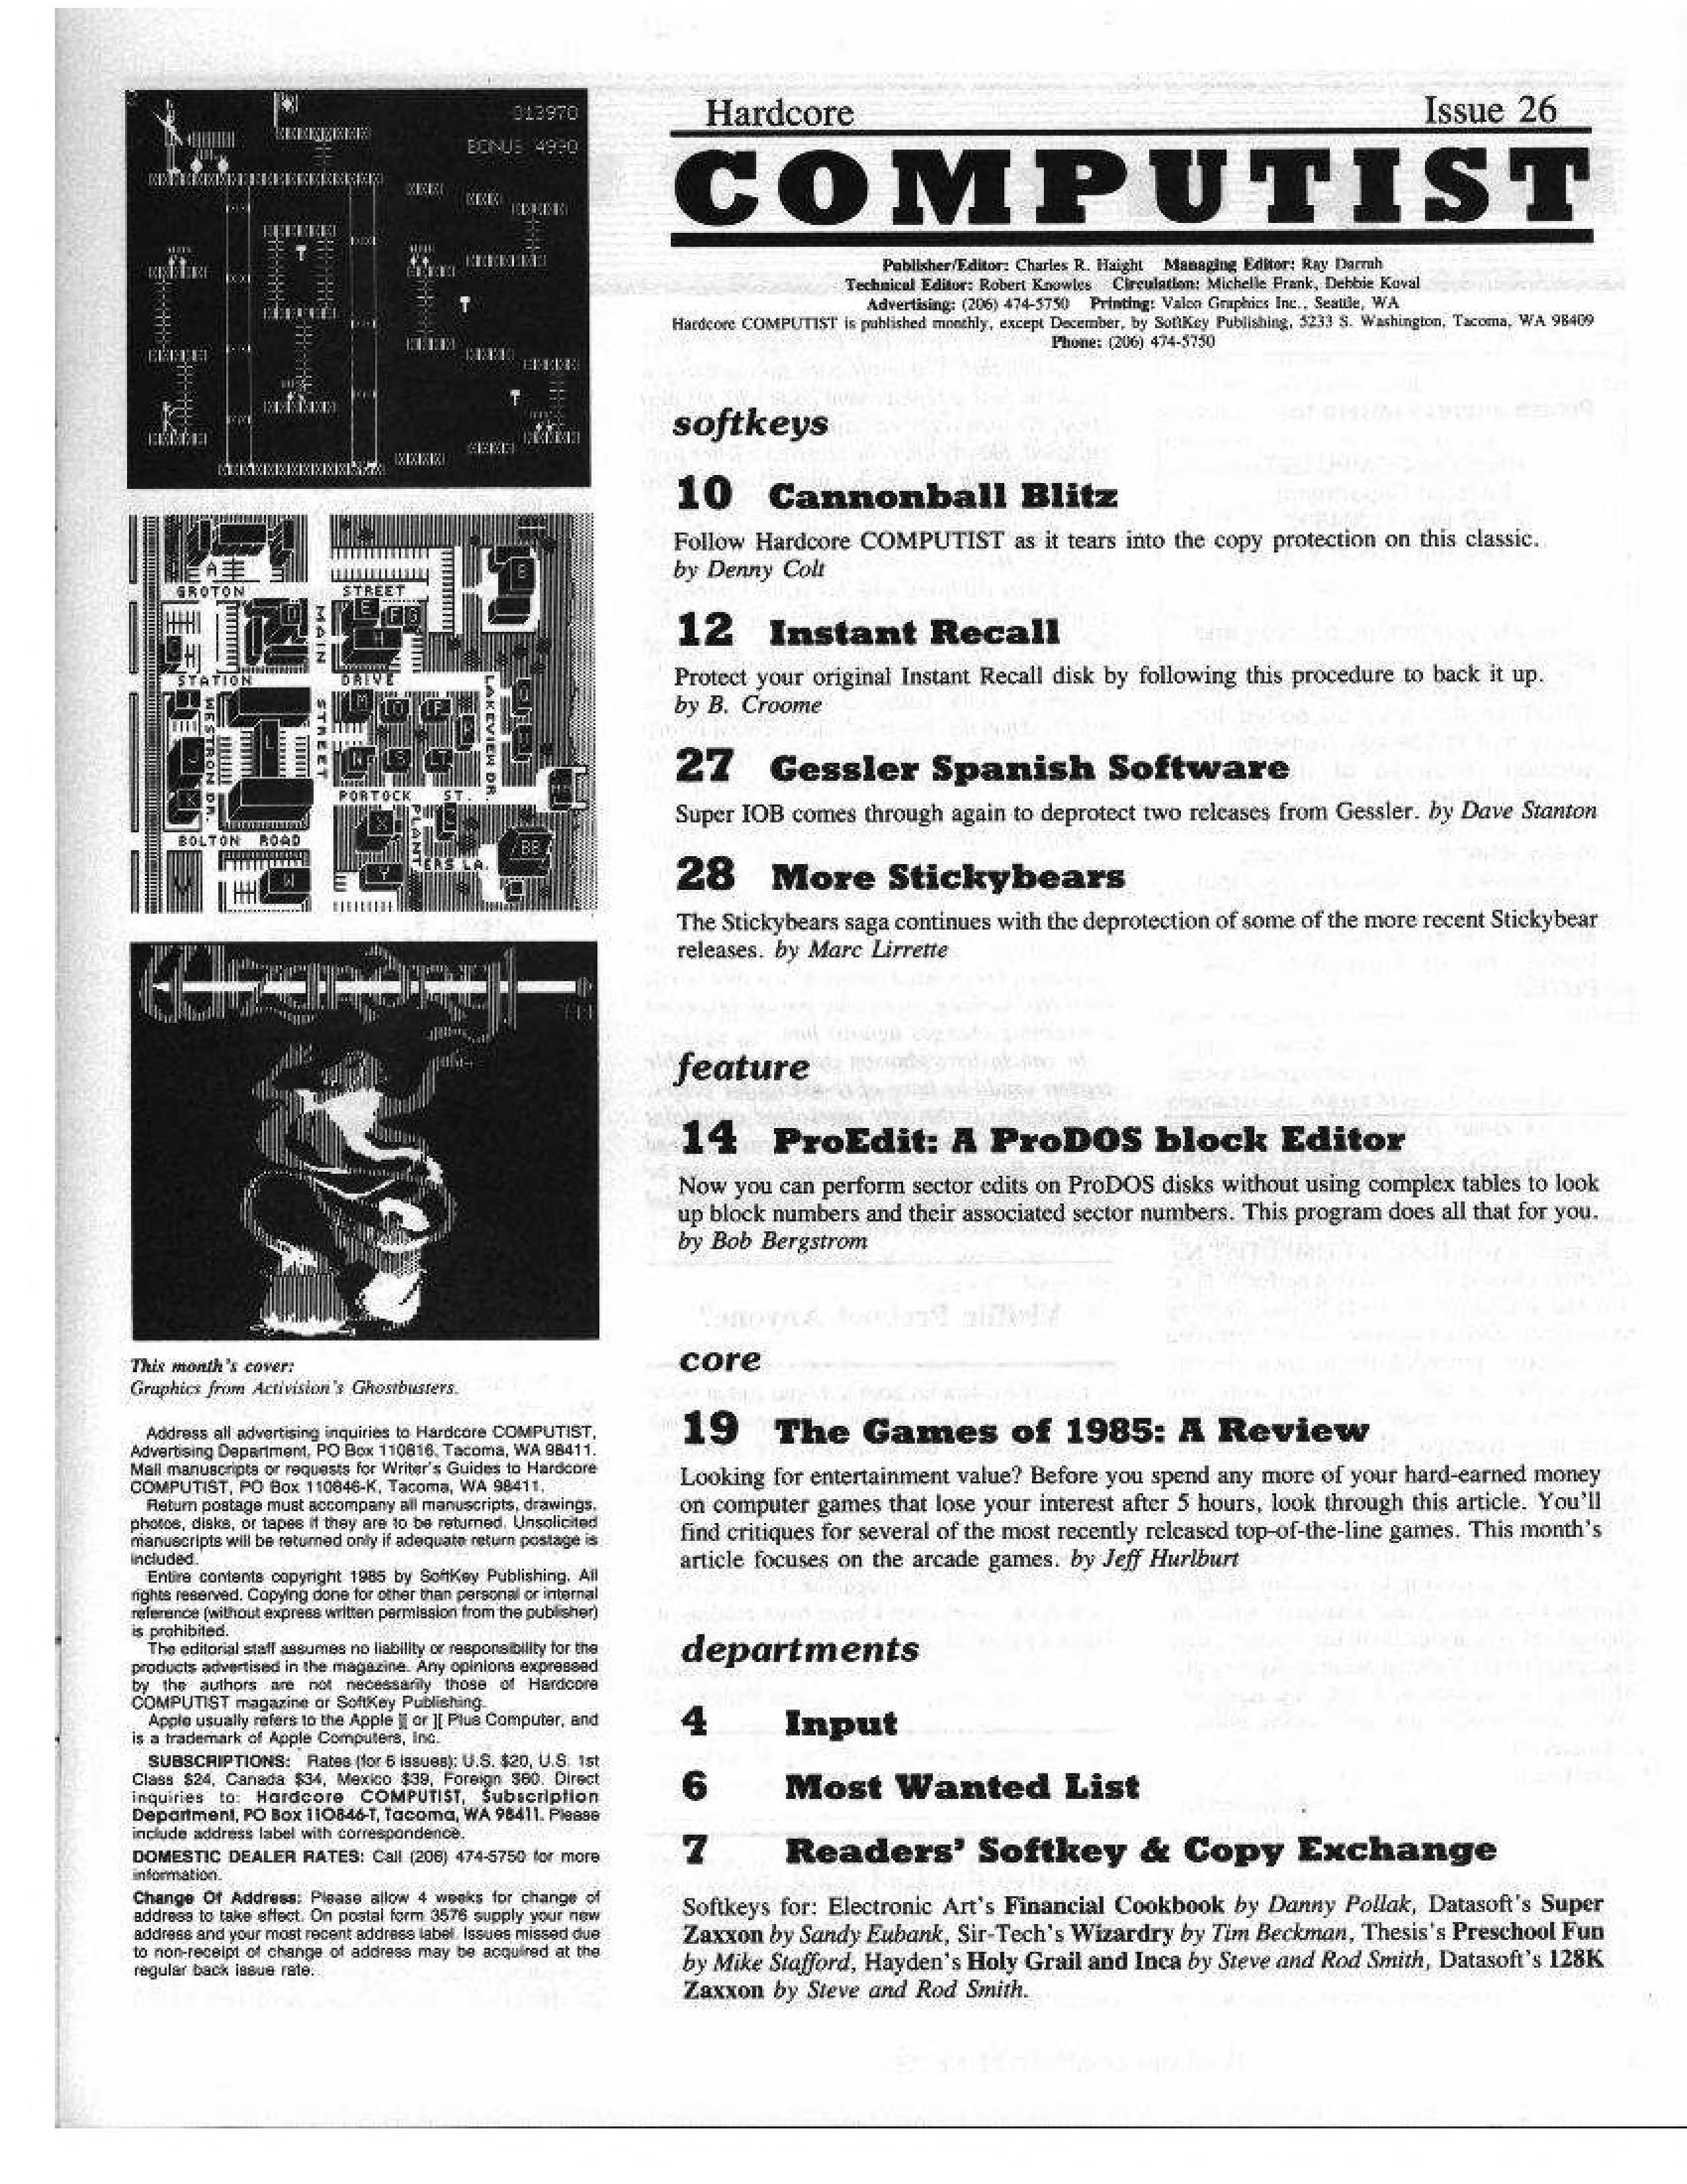 813970
BONUS 4990
GROTON
STREET
MAIN
STATION
DRIVE
WESTRON DR.
STREET
LAKEVIEW DR.
PORTOCK ST.
PLANTERS LA.
BOLTON ROAD
This month's cover:
Graphics from Activision's Ghostbusters.
Address all advertising inquiries to Hardcore COMPUTIST,
Advertising Department, PO Box 110816, Tacoma, WA 98411.
Mail manuscripts or requests for Writer's Guides to Hardcore
COMPUTIST, PO Box 110846-K, Tacoma, WA 98411.
Return postage must accompany all manuscripts, drawings,
photos, disks, or tapes if they are to be returned. Unsolicited
manuscripts will be returned only if adequate return postage is
included.
Entire contents copyright 1985 by SoftKey Publishing. All
rights reserved. Copying done for other than personal or internal
reference (without express written permission from the publisher)
is prohibited.
The editorial staff assumes no liability or responsibility for the
products advertised in the magazine. Any opinions expressed
by the authors are not necessarily those of Hardcore
COMPUTIST magazine or SoftKey Publishing.
Apple usually refers to the Apple ][ or ][ Plus Computer, and
is a trademark of Apple Computers, Inc.
SUBSCRIPTIONS: Rates (for 6 issues): U.S. $20, U.S. 1st
Class $24, Canada $34, Mexico $39, Foreign $60. Direct
inquiries to: Hardcore COMPUTIST, Subscription
Department, PO Box 110846-T, Tacoma, WA 98411. Please
include address label with correspondence.
DOMESTIC DEALER RATES: Call (206) 474-5750 for more
information.
Change Of Address: Please allow 4 weeks for change of
address to take effect. On postal form 3576 supply your new
address and your most recent address label. Issues missed due
to non-receipt of change of address may be acquired at the
regular back issue rate.
Hardcore Issue 26
COMPUTIST
Publisher/Editor: Charles R. Haight Managing Editor: Ray Darrah
Technical Editor: Robert Knowles Circulation: Michelle Frank, Debbie Koval
Advertising: (206) 474-5750 Printing: Valco Graphics Inc., Seattle, WA
Hardcore COMPUTIST is published monthly, except December, by SoftKey Publishing, 5233 S. Washington, Tacoma, WA 98409
Phone: (206) 474-5750
softkeys
10 Cannonball Blitz
Follow Hardcore COMPUTIST as it tears into the copy protection on this classic.
by Denny Colt
12 Instant Recall
Protect your original Instant Recall disk by following this procedure to back it up.
by B. Croome
27 Gessler Spanish Software
Super IOB comes through again to deprotect two releases from Gessler. by Dave Stanton
28 More Stickybears
The Stickybears saga continues with the deprotection of some of the more recent Stickybear
releases. by Marc Lirrette
feature
14 ProEdit: A ProDOS block Editor
Now you can perform sector edits on ProDOS disks without using complex tables to look
up block numbers and their associated sector numbers. This program does all that for you.
by Bob Bergstrom
core
19 The Games of 1985: A Review
Looking for entertainment value? Before you spend any more of your hard-earned money
on computer games that lose your interest after 5 hours, look through this article. You'll
find critiques for several of the most recently released top-of-the-line games. This month's
article focuses on the arcade games. by Jeff Hurlburt
departments
4 Input
6 Most Wanted List
7 Readers' Softkey & Copy Exchange
Softkeys for: Electronic Art's Financial Cookbook by Danny Pollak, Datasoft's Super
Zaxxon by Sandy Eubank, Sir-Tech's Wizardry by Tim Beckman, Thesis's Preschool Fun
by Mike Stafford, Hayden's Holy Grail and Inca by Steve and Rod Smith, Datasoft's 128K
Zaxxon by Steve and Rod Smith.